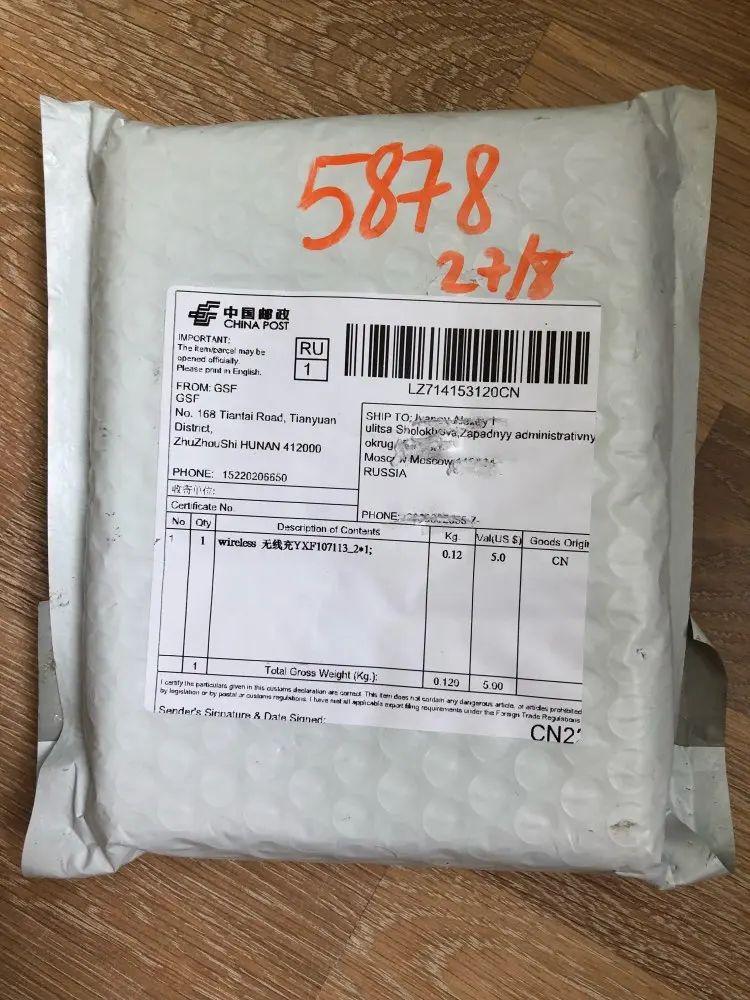 5878
27/8
中国邮政
CHINA POST
IMPORTANT:
The item/parcel may be
opened officially.
Please print in English.
RU
1
LZ714153120CN
FROM: GSF
GSF
No. 168 Tiantai Road, Tianyuan
District,
ZhuZhouShi HUNAN 412000
PHONE: 15220206650
SHIP TO:
ulitsa Sholokhova,Zapadnyy administrativny
okrug
Moscow
RUSSIA
PHONE:
收寄单位:
Certificate No.
No Qty Description of Contents Kg. Val(US $) Goods Origin
1 1 wireless 无线充YXF107113_2*1; 0.12 5.0 CN
1 Total Gross Weight (Kg.): 0.120 5.00
I certify the particulars given in this customs declaration are correct. This item does not contain any dangerous article, or articles prohibited
by legislation or by postal or customs regulations. I have met all applicable export filing requirements under the Foreign Trade Regulations
Sender's Signature & Date Signed:
CN2